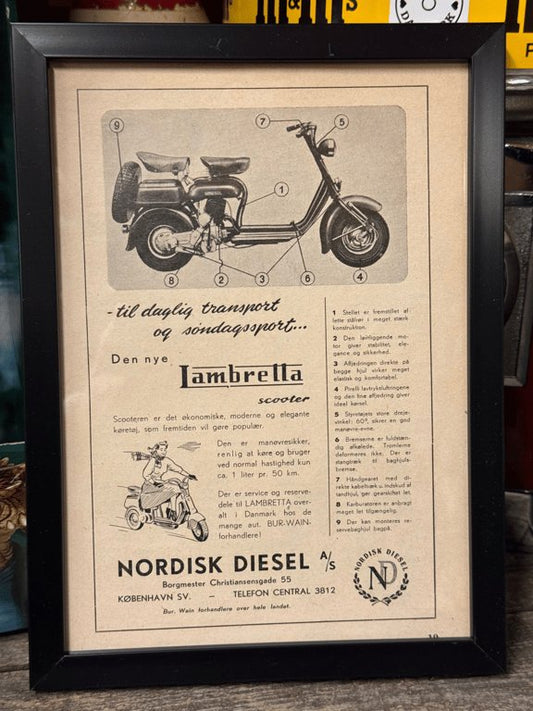 DANMARK
9
7
5
1
8
2
3
6
4
-til daglig transport
og søndagssport...
Den nye
Lambretta
scooter
Scooteren er det økonomiske, moderne og elegante
køretøj, som fremtiden vil gøre populær.
Den er manøvresikker,
renlig at køre og bruger
ved normal hastighed kun
ca. 1 liter pr. 50 km.
Der er service og reserve-
dele til LAMBRETTA over-
alt i Danmark hos de
mange aut. BUR-WAIN-
forhandlere!
1 Stellet er fremstillet af
lette stålrør i meget stærk
konstruktion.
2 Den løftliggende mo-
tor giver stabilitet, ele-
gance og sikkerhed.
3 Affjedringen direkte på
begge hjul virker meget
elastisk og komfortabel.
4 Pirelli lavtryksluftringene
og den fine affjedring giver
ideel kørsel.
5 Styretøjets store dreje-
vinkel: 60°, sikrer en god
manøvre-evne.
6 Bremserne er fuldstæn-
dig afkølede. Tromlerne
deformeres ikke. Der er
stangtræk til baghjuls-
bremse.
7 Håndgearet med di-
rekte kabeltræk u. indskud af
tandhjul, gør gearskiftet let.
8 Karburatoren er anbragt
meget let tilgængelig.
9 Der kan monteres re-
servebaghjul bagpå.
NORDISK DIESEL A/S
Borgmester Christiansensgade 55
KØBENHAVN SV. – TELEFON CENTRAL 3812
Bur. Wain forhandlere over hele landet.
NORDISK DIESEL
ND